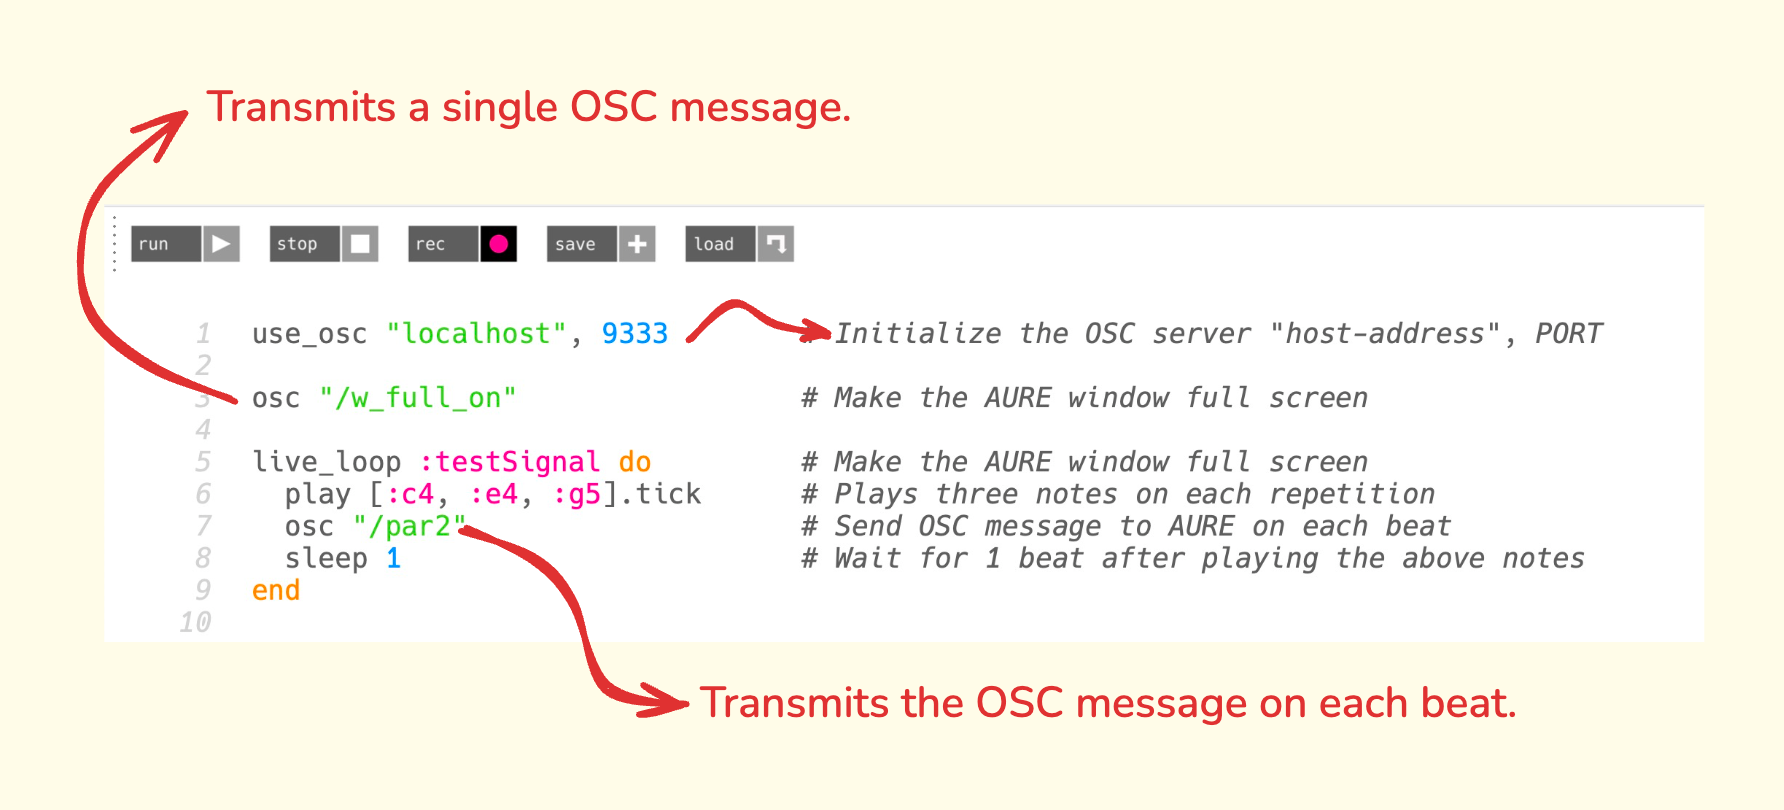 Transmits a single OSC message.
run stop rec save load
1 use_osc "localhost", 9333 # Initialize the OSC server "host-address", PORT
2
3 osc "/w_full_on" # Make the AURE window full screen
4
5 live_loop :testSignal do # Make the AURE window full screen
6 play [:c4, :e4, :g5].tick # Plays three notes on each repetition
7 osc "/par2" # Send OSC message to AURE on each beat
8 sleep 1 # Wait for 1 beat after playing the above notes
9 end
10
Transmits the OSC message on each beat.